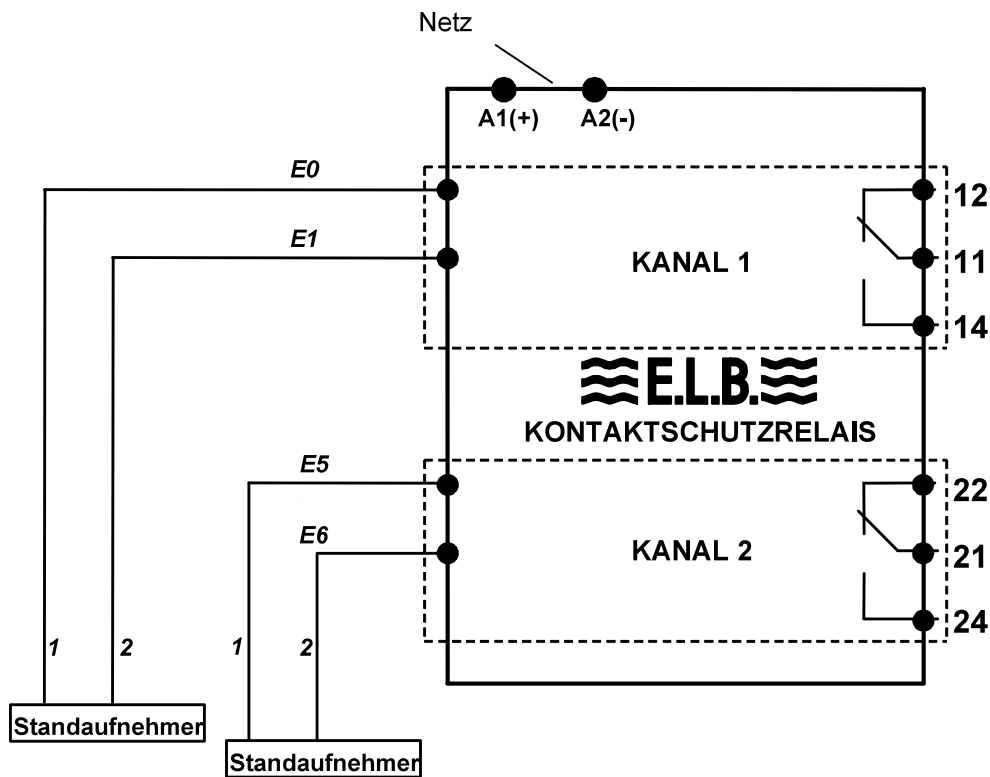 Netz
A1(+) A2(-)
E0
12
E1
KANAL 1
11
14
E.L.B.
KONTAKTSCHUTZRELAIS
E5
22
E6
KANAL 2
21
24
1 2 1 2
Standaufnehmer
Standaufnehmer